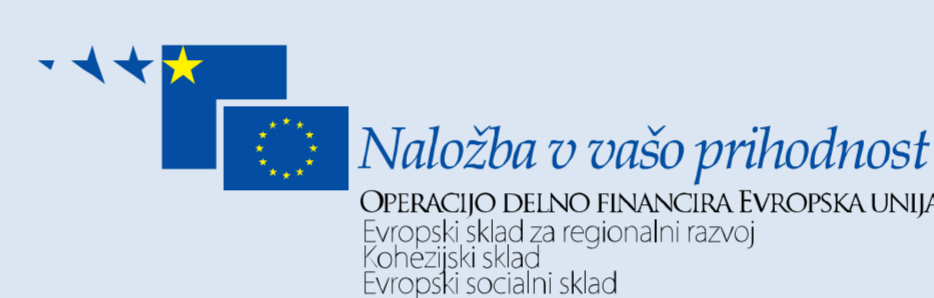 Naložba v vašo prihodnost
OPERACIJO DELNO FINANCIRA EVROPSKA UNIJA
Evropski sklad za regionalni razvoj
Kohezijski sklad
Evropski socialni sklad